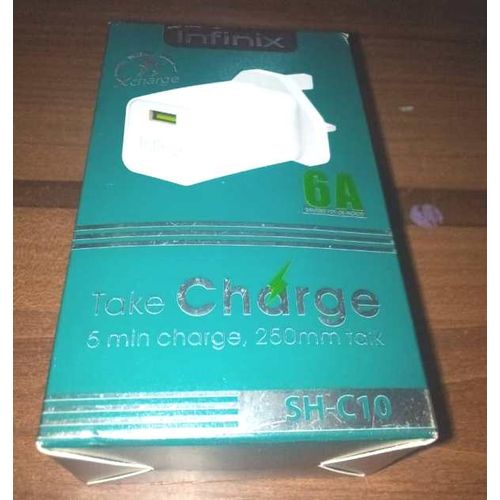 Infinix
Xcharge
6A
Take Charge
5 min charge, 250mm Talk
SH-C10